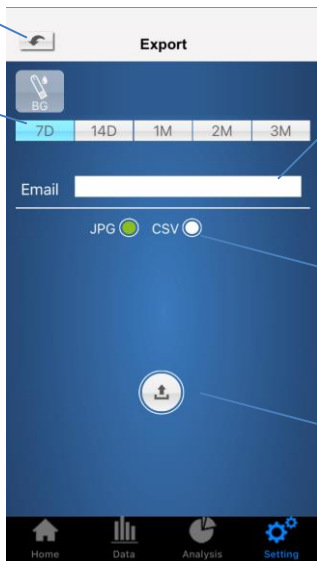 Export
BG
7D 14D 1M 2M 3M
Email
JPG CSV
Home Data Analysis Setting